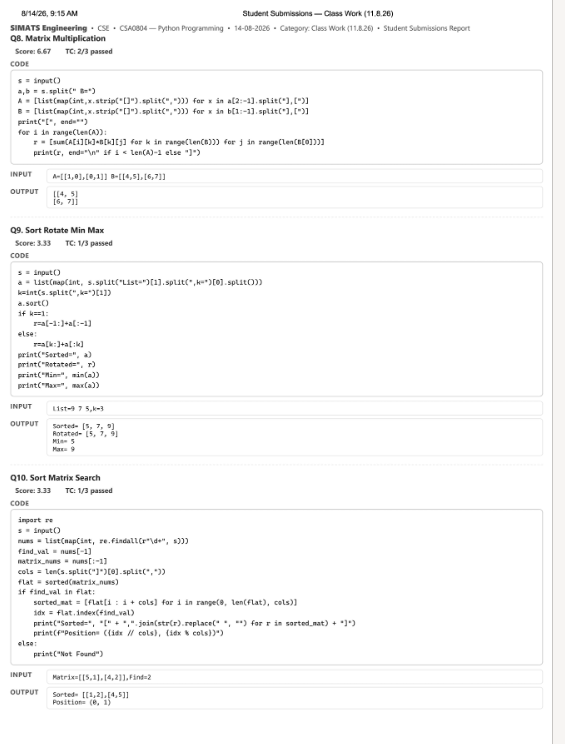 8/14/26, 9:15 AM Student Submissions — Class Work (11.8.26)
SIMATS Engineering • CSE • CSA0804 — Python Programming • 14-08-2026 • Category: Class Work (11.8.26) • Student Submissions Report
Q8. Matrix Multiplication
Score: 6.67 TC: 2/3 passed
CODE
s = input()
a,b = s.split(" B=")
A = [list(map(int,x.strip("[]").split(","))) for x in a[2:-1].split("],[")]
B = [list(map(int,x.strip("[]").split(","))) for x in b[1:-1].split("],[")]
print("[", end="")
for i in range(len(A)):
    r = [sum(A[i][k]*B[k][j] for k in range(len(B))) for j in range(len(B[0]))]
    print(r, end="\n" if i < len(A)-1 else "]")
INPUT A=[[1,0],[0,1]] B=[[4,5],[6,7]]
OUTPUT [[4, 5]
[6, 7]]
Q9. Sort Rotate Min Max
Score: 3.33 TC: 1/3 passed
CODE
s = input()
a = list(map(int, s.split("List=")[1].split(",k=")[0].split()))
k=int(s.split(",k=")[1])
a.sort()
if k==1:
    r=a[-1:]+a[:-1]
else:
    r=a[k:]+a[:k]
print("Sorted=", a)
print("Rotated=", r)
print("Min=", min(a))
print("Max=", max(a))
INPUT List=9 7 5,k=3
OUTPUT Sorted= [5, 7, 9]
Rotated= [5, 7, 9]
Min= 5
Max= 9
Q10. Sort Matrix Search
Score: 3.33 TC: 1/3 passed
CODE
import re
s = input()
nums = list(map(int, re.findall(r"\d+", s)))
find_val = nums[-1]
matrix_nums = nums[:-1]
cols = len(s.split("]")[0].split(","))
flat = sorted(matrix_nums)
if find_val in flat:
    sorted_mat = [flat[i : i + cols] for i in range(0, len(flat), cols)]
    idx = flat.index(find_val)
    print("Sorted=", "[" + ",".join(str(r).replace(" ", "") for r in sorted_mat) + "]")
    print(f"Position= ({idx // cols}, {idx % cols})")
else:
    print("Not Found")
INPUT Matrix=[[5,1],[4,2]],Find=2
OUTPUT Sorted= [[1,2],[4,5]]
Position= (0, 1)